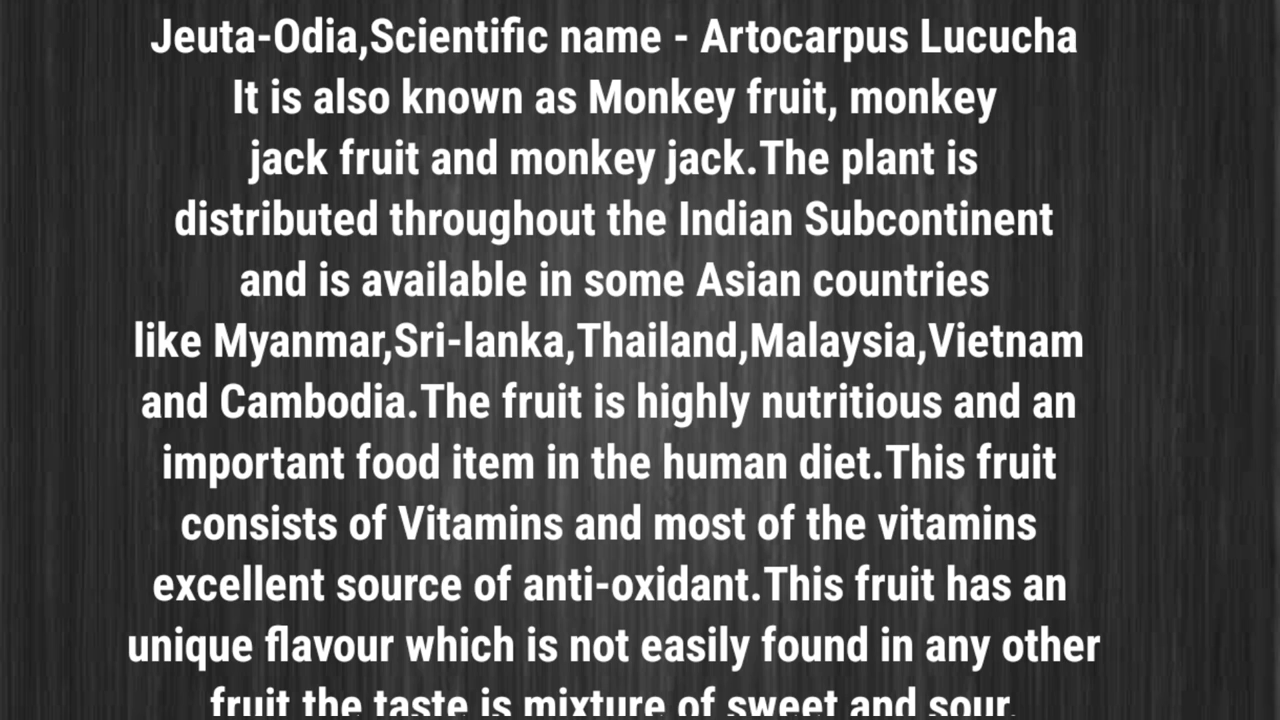 Jeuta-Odia,Scientific name - Artocarpus Lucucha
It is also known as Monkey fruit, monkey
jack fruit and monkey jack.The plant is
distributed throughout the Indian Subcontinent
and is available in some Asian countries
like Myanmar,Sri-lanka,Thailand,Malaysia,Vietnam
and Cambodia.The fruit is highly nutritious and an
important food item in the human diet.This fruit
consists of Vitamins and most of the vitamins
excellent source of anti-oxidant.This fruit has an
unique flavour which is not easily found in any other
fruit the taste is mixture of sweet and sour.